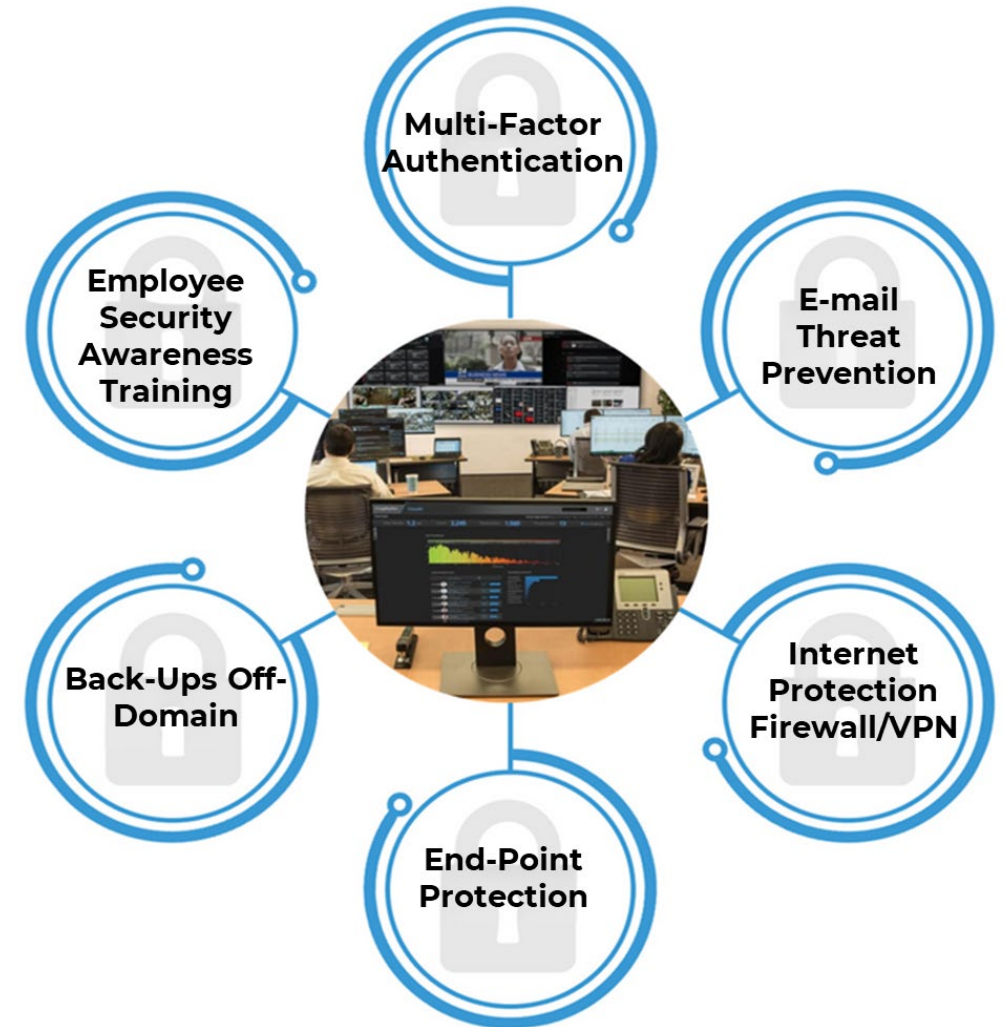 Multi-Factor
Authentication
E-mail
Threat
Prevention
Internet
Protection
Firewall/VPN
End-Point
Protection
Back-Ups Off-
Domain
Employee
Security
Awareness
Training